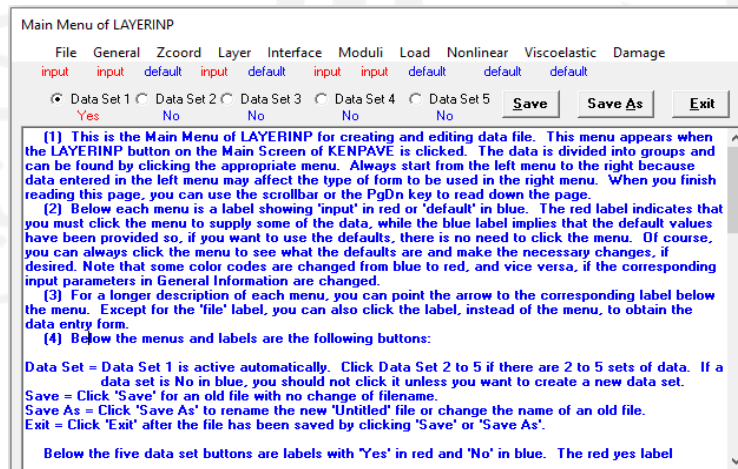 Main Menu of LAYERINP
File General Zcoord Layer Interface Moduli Load Nonlinear Viscoelastic Damage
input input default input default input input default default default
Data Set 1 Data Set 2 Data Set 3 Data Set 4 Data Set 5 Save Save As Exit
Yes No No No No
(1) This is the Main Menu of LAYERINP for creating and editing data file. This menu appears when
the LAYERINP button on the Main Screen of KENPAVE is clicked. The data is divided into groups and
can be found by clicking the appropriate menu. Always start from the left menu to the right because
data entered in the left menu may affect the type of form to be used in the right menu. When you finish
reading this page, you can use the scrollbar or the PgDn key to read down the page.
(2) Below each menu is a label showing 'input' in red or 'default' in blue. The red label indicates that
you must click the menu to supply some of the data, while the blue label implies that the default values
have been provided so, if you want to use the defaults, there is no need to click the menu. Of course,
you can always click the menu to see what the defaults are and make the necessary changes, if
desired. Note that some color codes are changed from blue to red, and vice versa, if the corresponding
input parameters in General Information are changed.
(3) For a longer description of each menu, you can point the arrow to the corresponding label below
the menu. Except for the 'file' label, you can also click the label, instead of the menu, to obtain the
data entry form.
(4) Below the menus and labels are the following buttons:
Data Set = Data Set 1 is active automatically. Click Data Set 2 to 5 if there are 2 to 5 sets of data. If a
data set is No in blue, you should not click it unless you want to create a new data set.
Save = Click 'Save' for an old file with no change of filename.
Save As = Click 'Save As' to rename the new 'Untitled' file or change the name of an old file.
Exit = Click 'Exit' after the file has been saved by clicking 'Save' or 'Save As'.
Below the five data set buttons are labels with 'Yes' in red and 'No' in blue. The red yes label